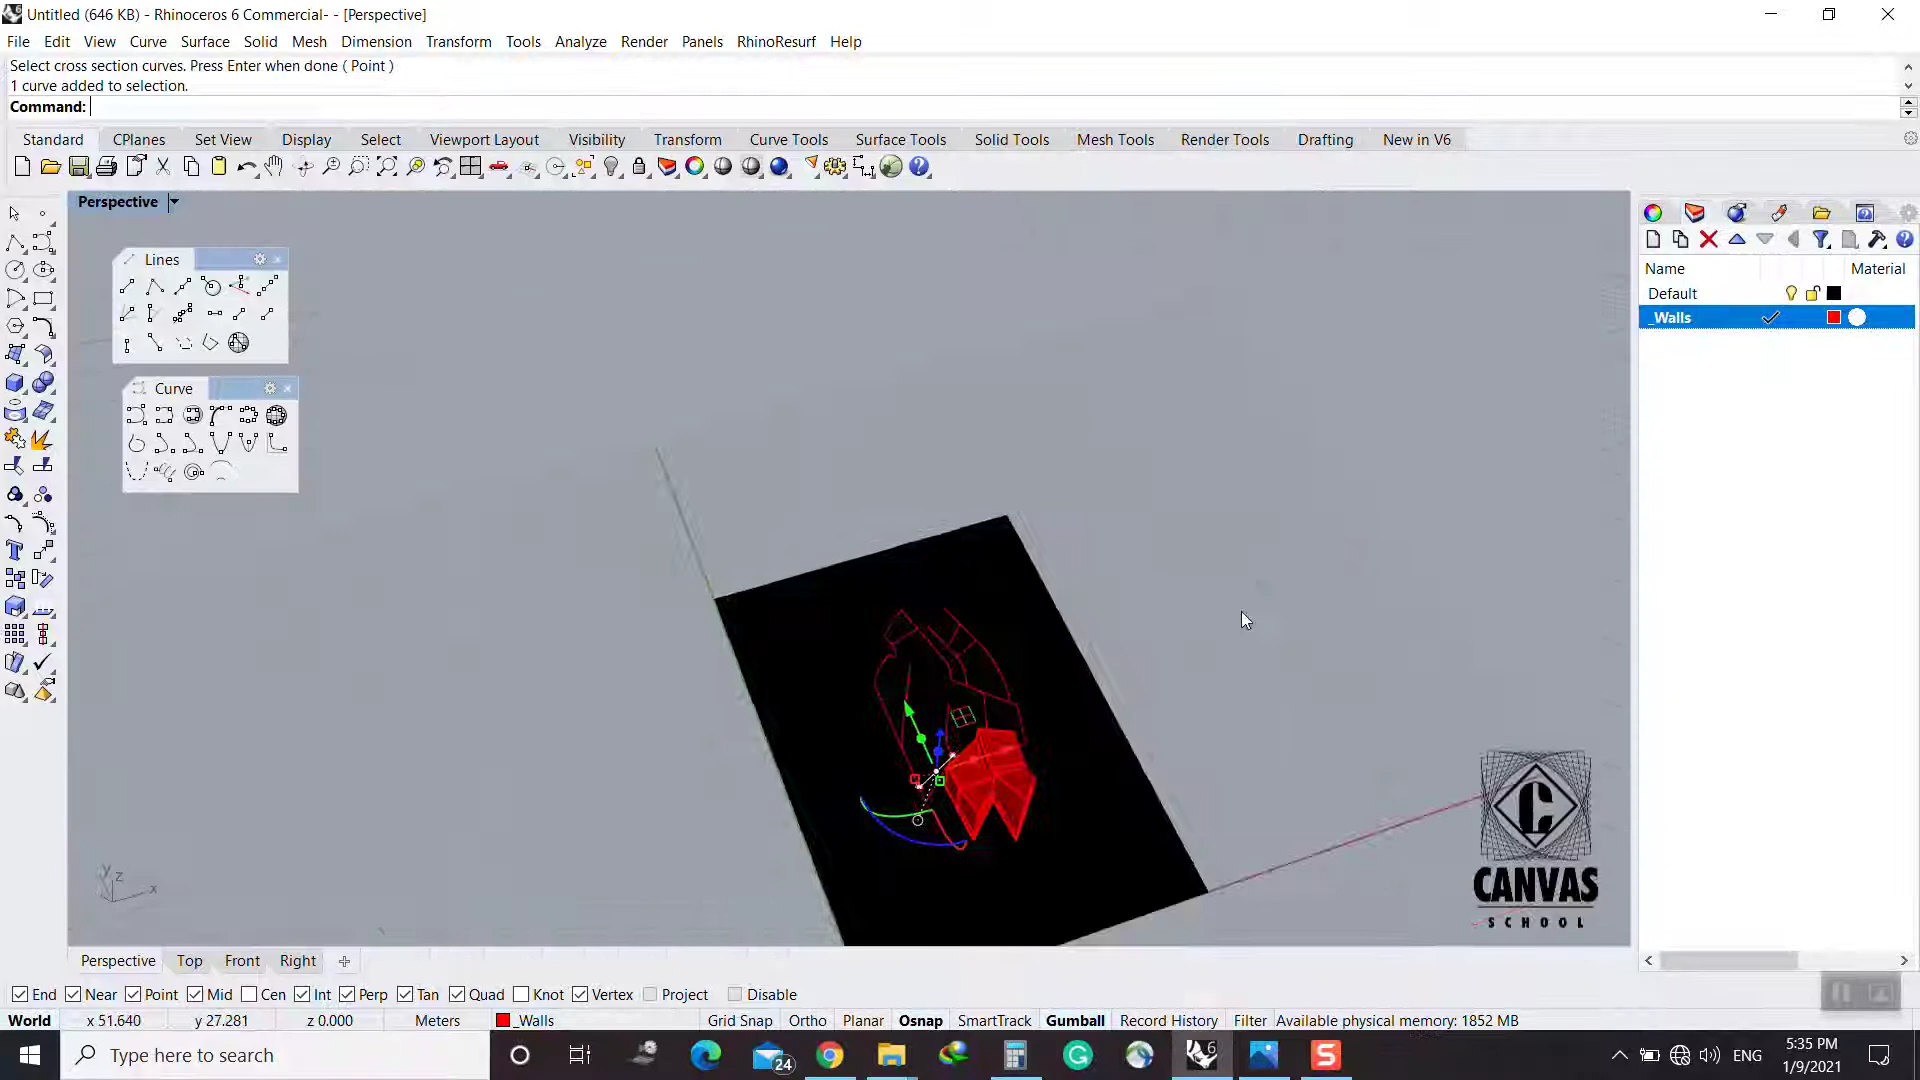 Untitled (646 KB) - Rhinoceros 6 Commercial- - [Perspective]
File Edit View Curve Surface Solid Mesh Dimension Transform Tools Analyze Render Panels RhinoResurf Help
Select cross section curves. Press Enter when done ( Point )
1 curve added to selection.
Command:
Standard CPlanes Set View Display Select Viewport Layout Visibility Transform Curve Tools Surface Tools Solid Tools Mesh Tools Render Tools Drafting New in V6
Perspective
Lines
Curve
Name Material
Default
_Walls
y z x
CANVAS
SCHOOL
Perspective Top Front Right
End Near Point Mid Cen Int Perp Tan Quad Knot Vertex Project Disable
World x 51.640 y 27.281 z 0.000 Meters _Walls Grid Snap Ortho Planar Osnap SmartTrack Gumball Record History Filter Available physical memory: 1852 MB
Type here to search
24
6
ENG
5:35 PM
1/9/2021